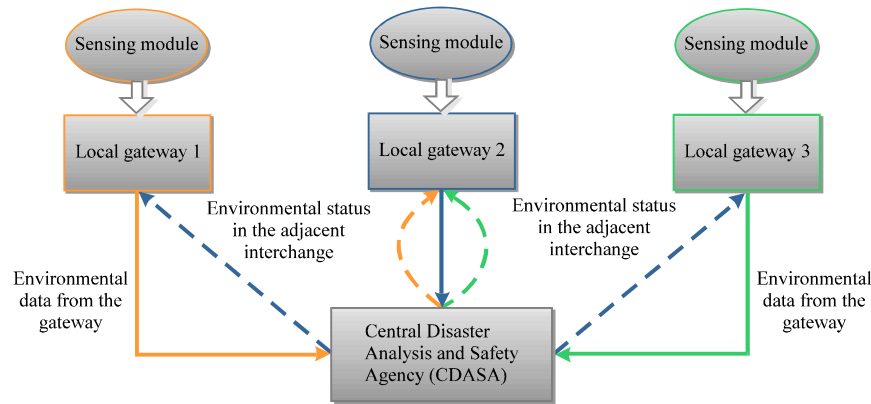 Sensing module
Sensing module
Sensing module
Local gateway 1
Local gateway 2
Local gateway 3
Environmental status
in the adjacent
interchange
Environmental status
in the adjacent
interchange
Environmental
data from the
gateway
Environmental
data from the
gateway
Central Disaster
Analysis and Safety
Agency (CDASA)